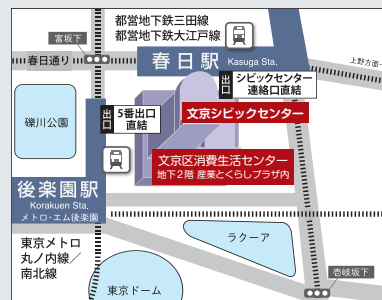 富坂下
都営地下鉄三田線
都営地下鉄大江戸線
春日通り
春日駅
Kasuga Sta.
上野方面
出口
シビックセンター
連絡口直結
礫川公園
出口
5番出口
直結
文京シビックセンター
文京区消費生活センター
地下2階 産業とくらしプラザ内
後楽園駅
Korakuen Sta.
メトロ・エム後楽園
東京メトロ
丸ノ内線／
南北線
ラクーア
東京ドーム
壱岐坂下